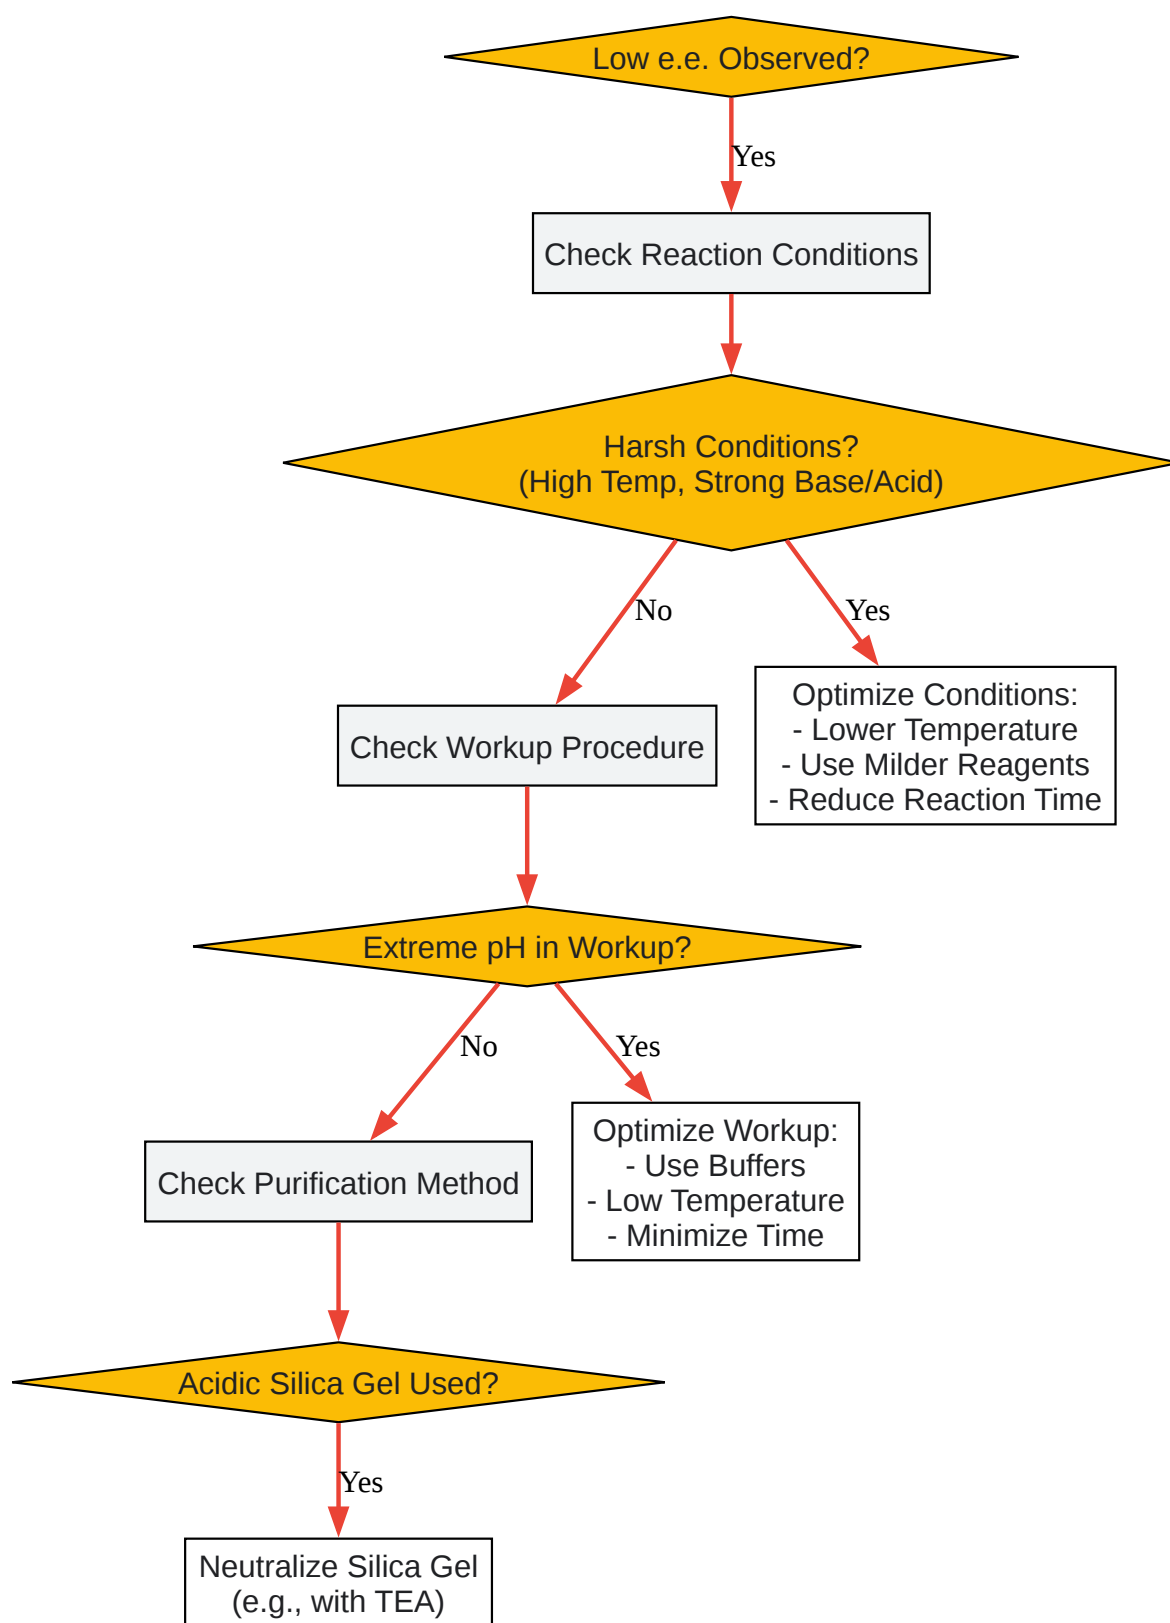 Low e.e. Observed?
Yes
Check Reaction Conditions
Harsh Conditions?
(High Temp, Strong Base/Acid)
No
Yes
Optimize Conditions:
- Lower Temperature
- Use Milder Reagents
- Reduce Reaction Time
Check Workup Procedure
Extreme pH in Workup?
No
Yes
Optimize Workup:
- Use Buffers
- Low Temperature
- Minimize Time
Check Purification Method
Acidic Silica Gel Used?
Yes
Neutralize Silica Gel
(e.g., with TEA)